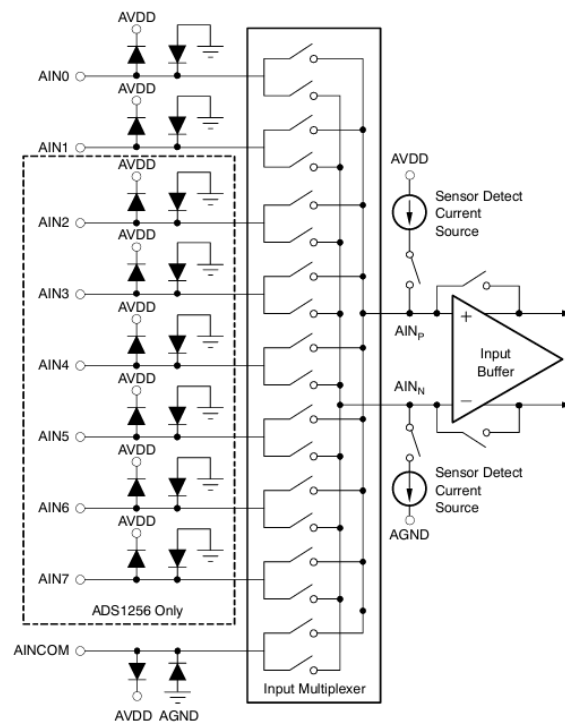 AVDD
AIN0
AVDD
AIN1
AVDD
AIN2
AVDD
AIN3
AVDD
AIN4
AVDD
AIN5
AVDD
AIN6
AVDD
AIN7
ADS1256 Only
AINCOM
AVDD AGND
Input Multiplexer
AVDD
Sensor Detect
Current
Source
AINP
+
Input
Buffer
AINN
−
Sensor Detect
Current
Source
AGND